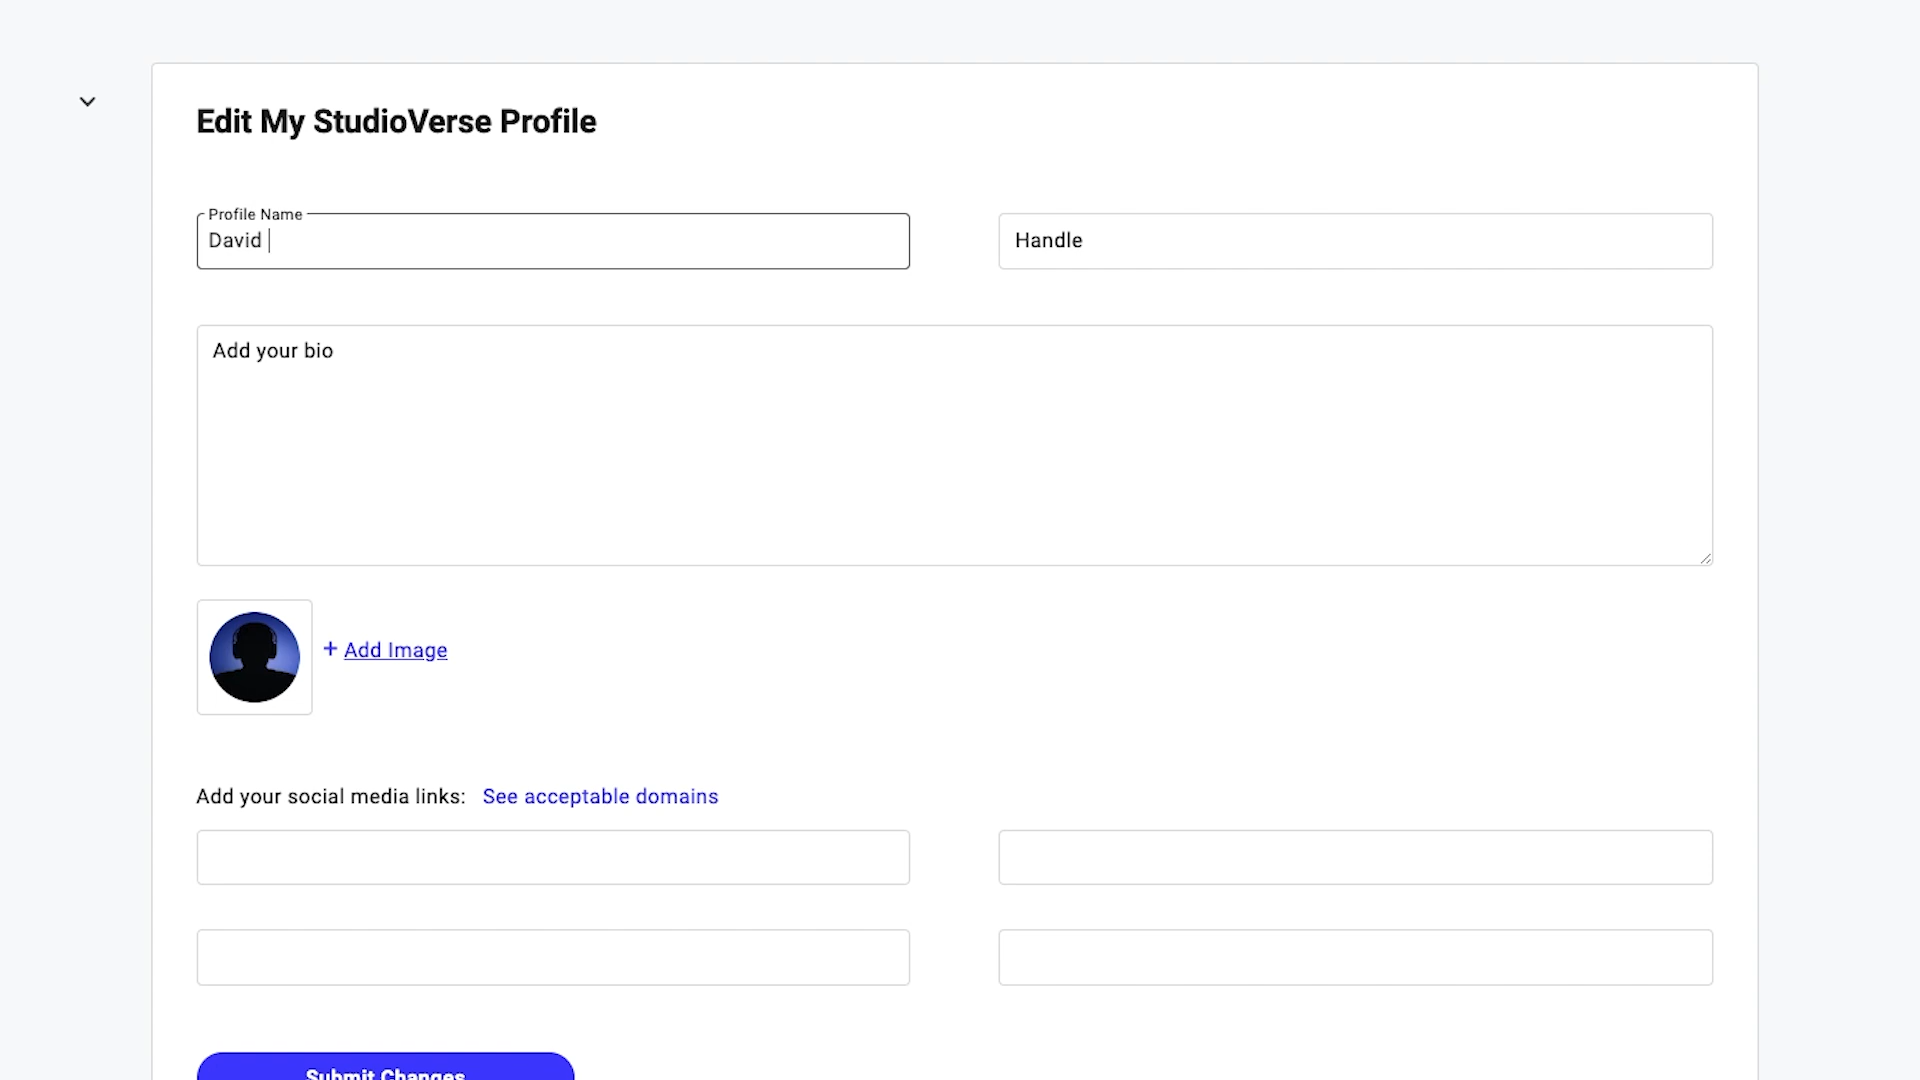 Edit My StudioVerse Profile
Profile Name
David
Handle
Add your bio
+ Add Image
Add your social media links: See acceptable domains
Submit Changes